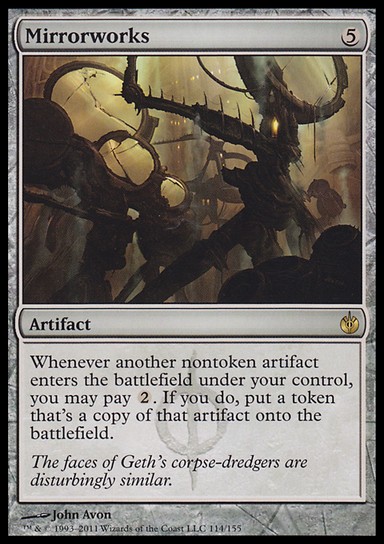 Mirrorworks 5
Artifact
Whenever another nontoken artifact
enters the battlefield under your control,
you may pay 2. If you do, put a token
that's a copy of that artifact onto the
battlefield.
The faces of Geth's corpse-dredgers are
disturbingly similar.
John Avon
™ & © 1993–2011 Wizards of the Coast LLC 114/155